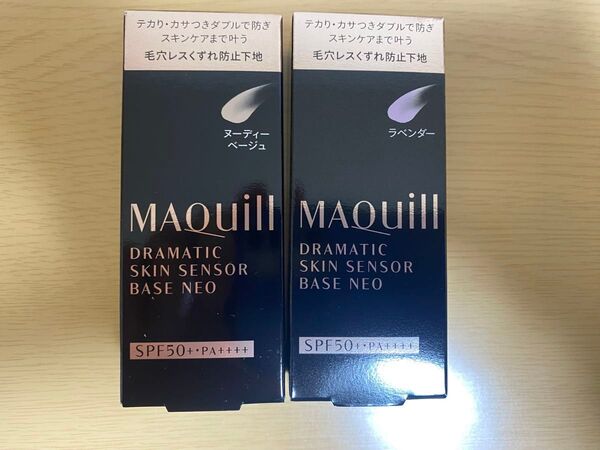 テカリ・カサつきダブルで防ぎ
スキンケアまで叶う
毛穴レスくずれ防止下地
ヌーディー
ベージュ
MAQuill
DRAMATIC
SKIN SENSOR
BASE NEO
SPF50+・PA++++
テカリ・カサつきダブルで防ぎ
スキンケアまで叶う
毛穴レスくずれ防止下地
ラベンダー
MAQuill
DRAMATIC
SKIN SENSOR
BASE NEO
SPF50+・PA++++